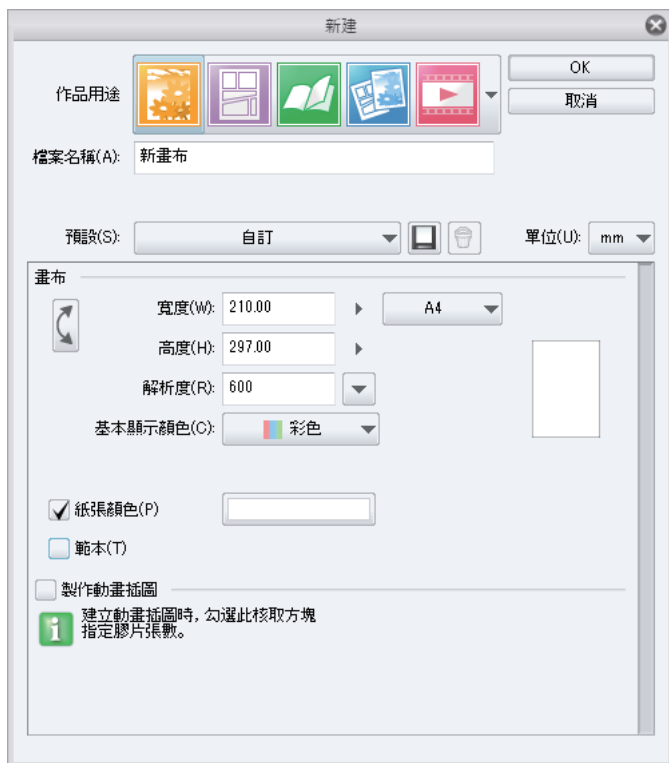 新建
作品用途
OK
取消
檔案名稱(A):
新畫布
預設(S):
自訂
單位(U):
mm
畫布
寬度(W): 210.00
A4
高度(H): 297.00
解析度(R): 600
基本顯示顏色(C): 彩色
紙張顏色(P)
範本(T)
製作動畫插圖
建立動畫插圖時, 勾選此核取方塊
指定膠片張數。